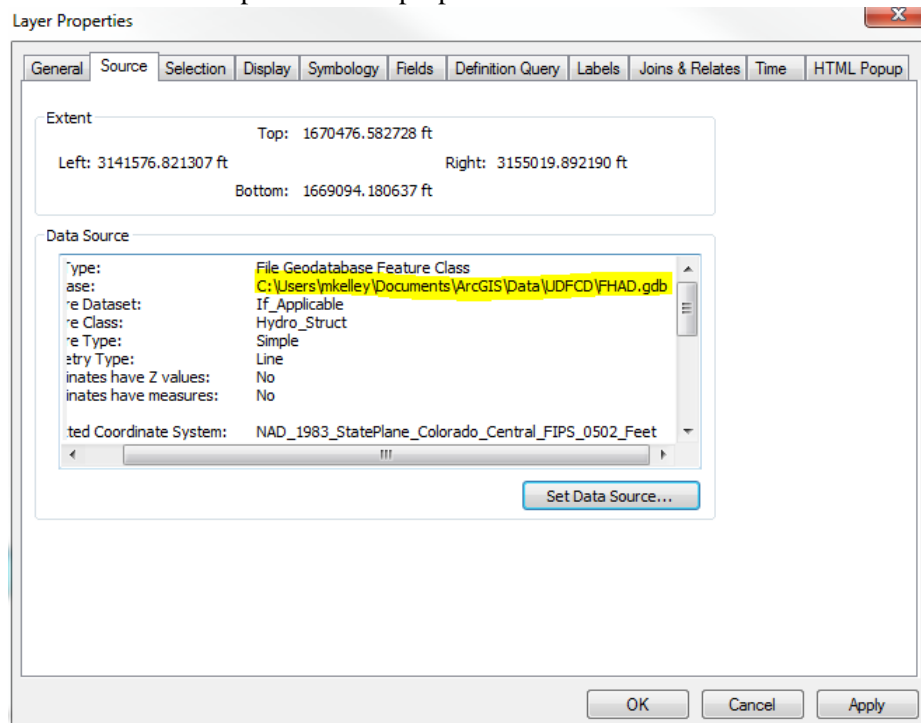 Layer Properties
General Source Selection Display Symbology Fields Definition Query Labels Joins & Relates Time HTML Popup
Extent
Top: 1670476.582728 ft
Left: 3141576.821307 ft Right: 3155019.892190 ft
Bottom: 1669094.180637 ft
Data Source
Type: File Geodatabase Feature Class
ase: C:\Users\mkelley\Documents\ArcGIS\Data\UDFCD\FHAD.gdb
re Dataset: If_Applicable
re Class: Hydro_Struct
re Type: Simple
etry Type: Line
inates have Z values: No
inates have measures: No
ted Coordinate System: NAD_1983_StatePlane_Colorado_Central_FIPS_0502_Feet
Set Data Source...
OK Cancel Apply